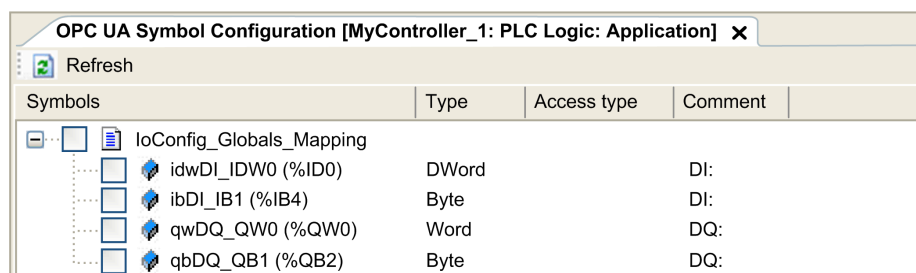 OPC UA Symbol Configuration [MyController_1: PLC Logic: Application]
Refresh
Symbols Type Access type Comment
IoConfig_Globals_Mapping
idwDI_IDW0 (%ID0) DWord DI:
ibDI_IB1 (%IB4) Byte DI:
qwDQ_QW0 (%QW0) Word DQ:
qbDQ_QB1 (%QB2) Byte DQ: